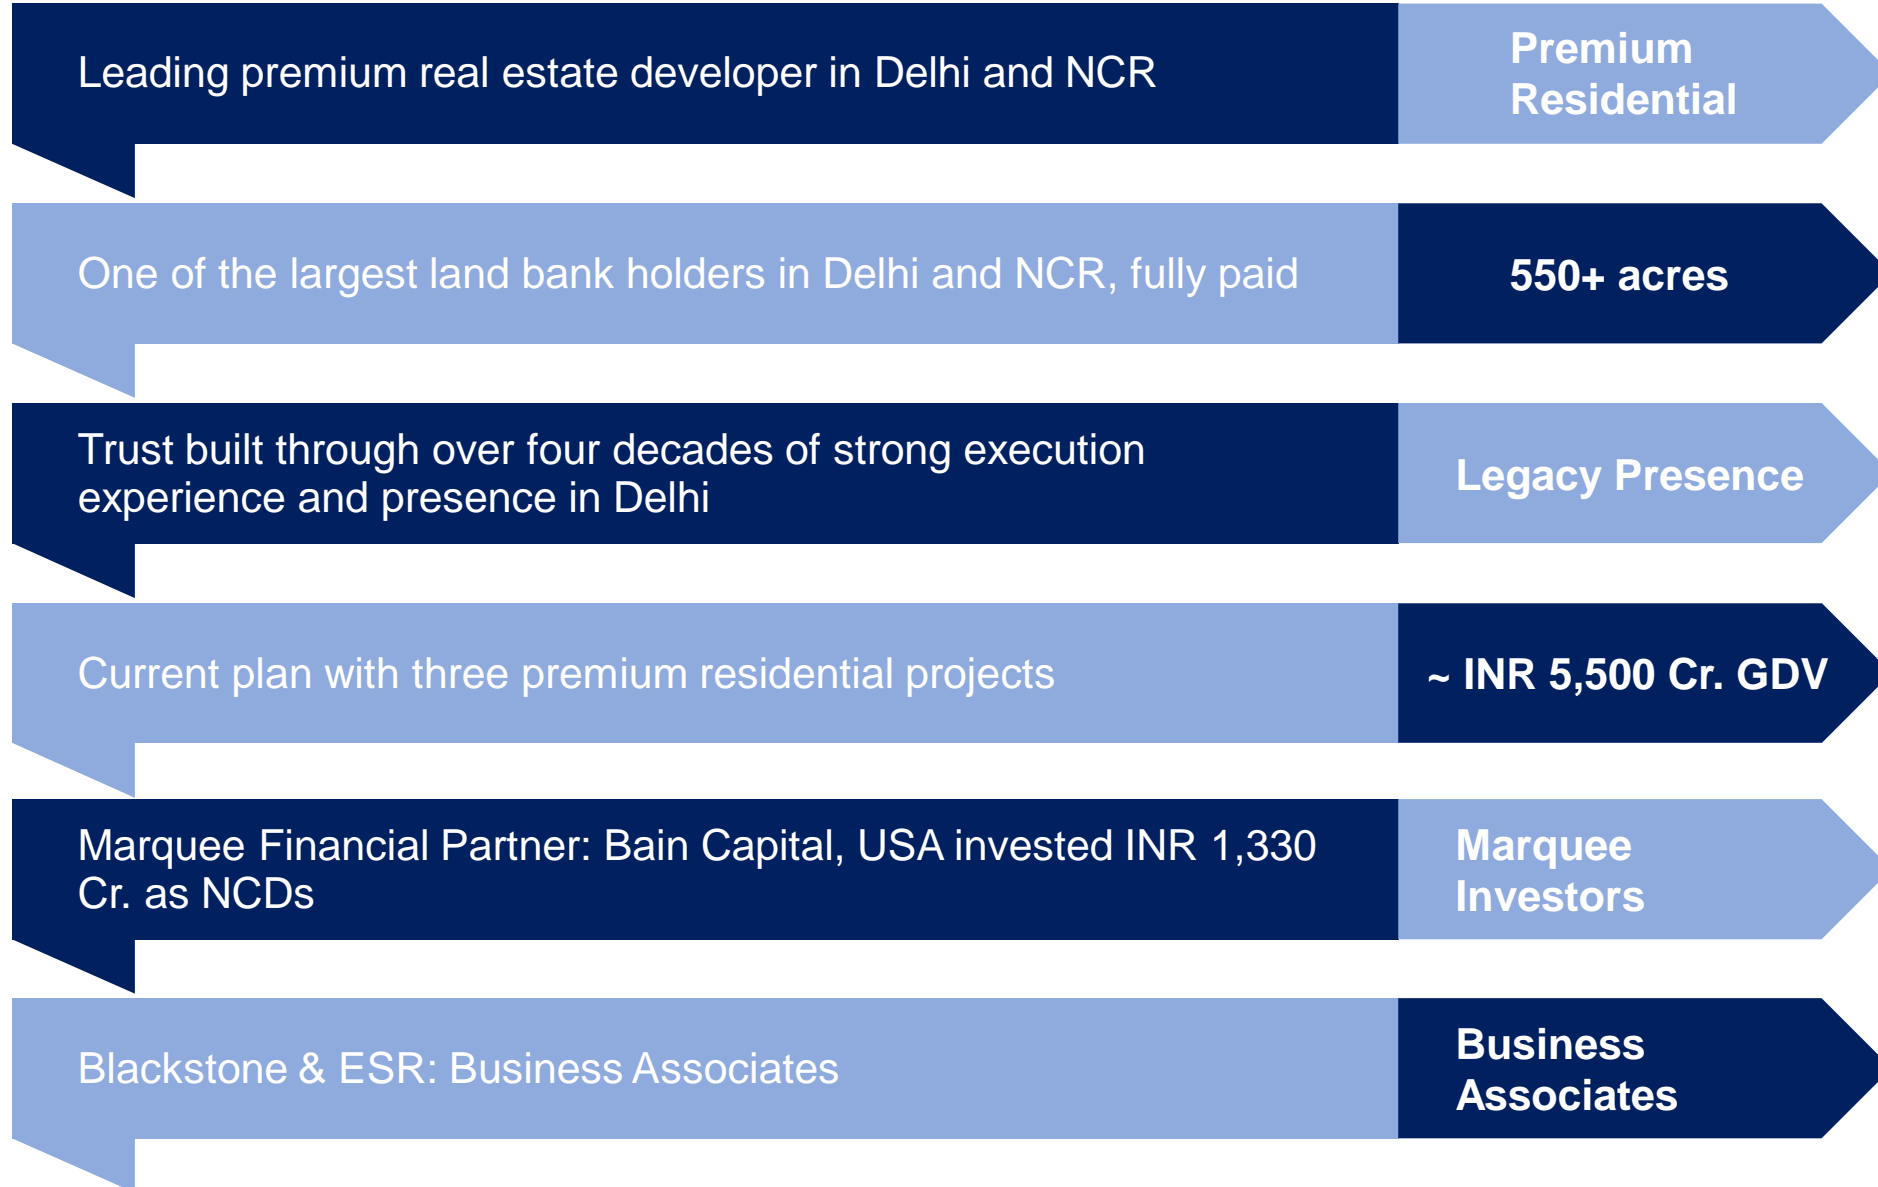 Leading premium real estate developer in Delhi and NCR
Premium
Residential
One of the largest land bank holders in Delhi and NCR, fully paid
550+ acres
Trust built through over four decades of strong execution
experience and presence in Delhi
Legacy Presence
Current plan with three premium residential projects
~ INR 5,500 Cr. GDV
Marquee Financial Partner: Bain Capital, USA invested INR 1,330
Cr. as NCDs
Marquee
Investors
Blackstone & ESR: Business Associates
Business
Associates